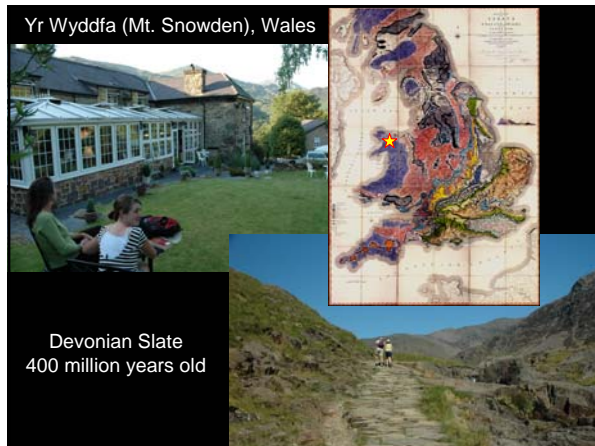 Yr Wyddfa (Mt. Snowden), Wales
Devonian Slate
400 million years old